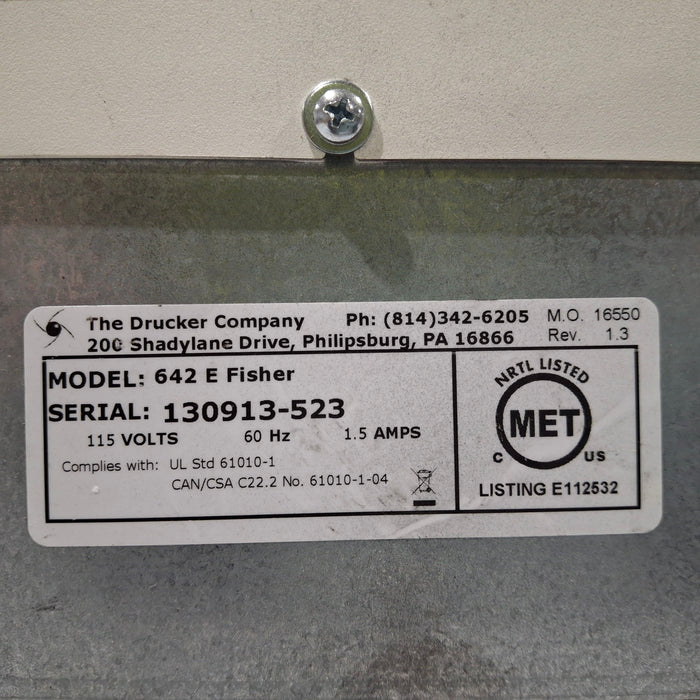 The Drucker Company Ph: (814)342-6205 M.O. 16550
200 Shadylane Drive, Philipsburg, PA 16866 Rev. 1.3
MODEL: 642 E Fisher
SERIAL: 130913-523
115 VOLTS 60 Hz 1.5 AMPS
Complies with: UL Std 61010-1
CAN/CSA C22.2 No. 61010-1-04
NRTL LISTED
MET
C US
LISTING E112532